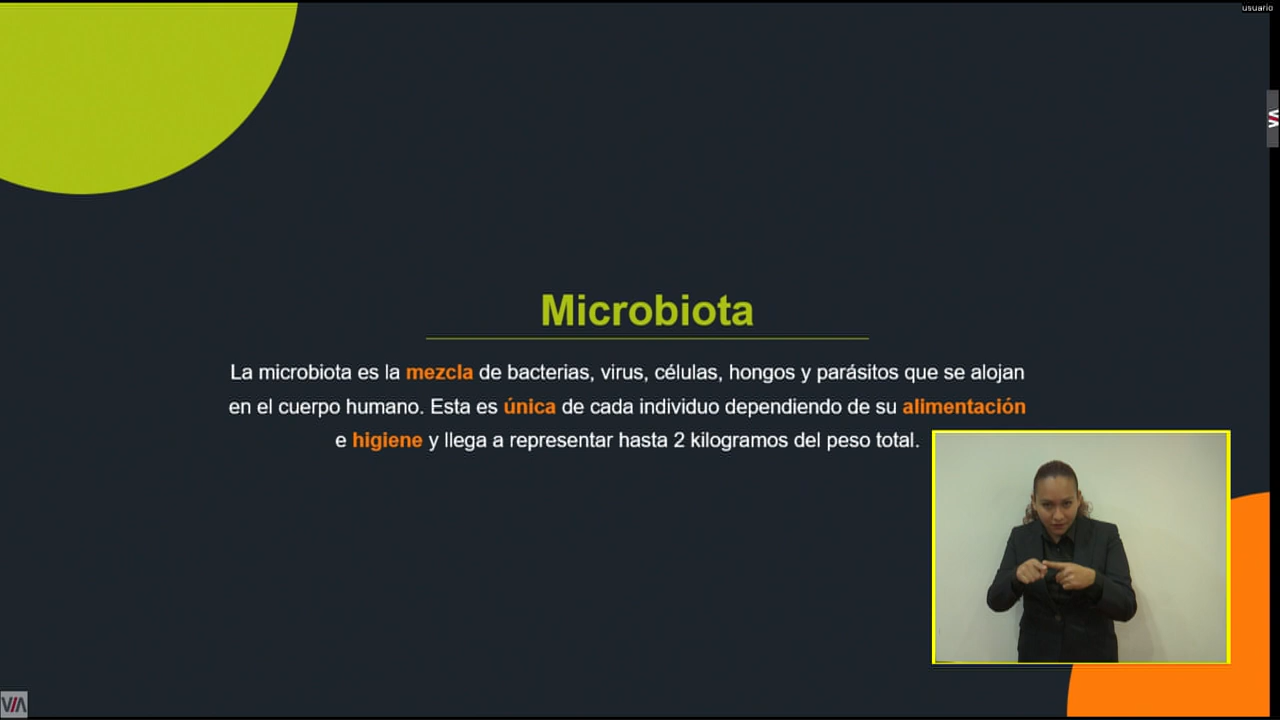 usuario
VIA
Microbiota
La microbiota es la mezcla de bacterias, virus, células, hongos y parásitos que se alojan
en el cuerpo humano. Esta es única de cada individuo dependiendo de su alimentación
e higiene y llega a representar hasta 2 kilogramos del peso total.
VIA